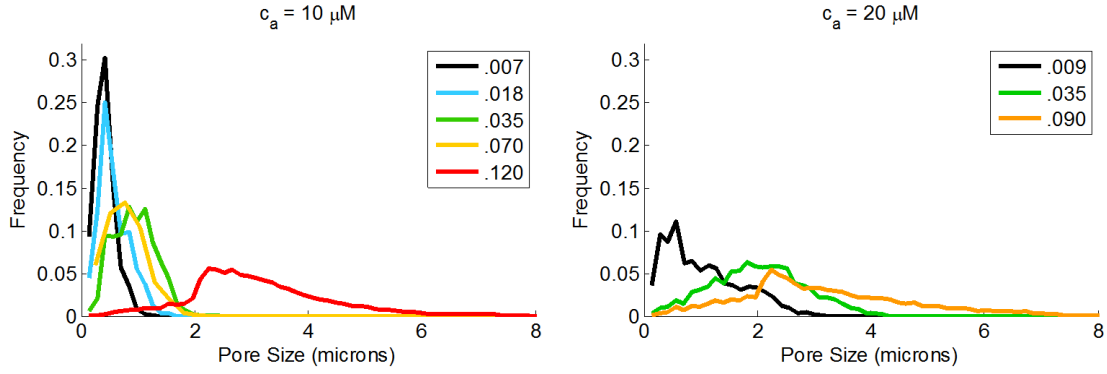 c_a = 10 μM
0.3
0.25
0.2
0.15
0.1
0.05
0
Frequency
0 2 4 6 8
Pore Size (microns)
.007
.018
.035
.070
.120
c_a = 20 μM
0.3
0.25
0.2
0.15
0.1
0.05
0
Frequency
0 2 4 6 8
Pore Size (microns)
.009
.035
.090